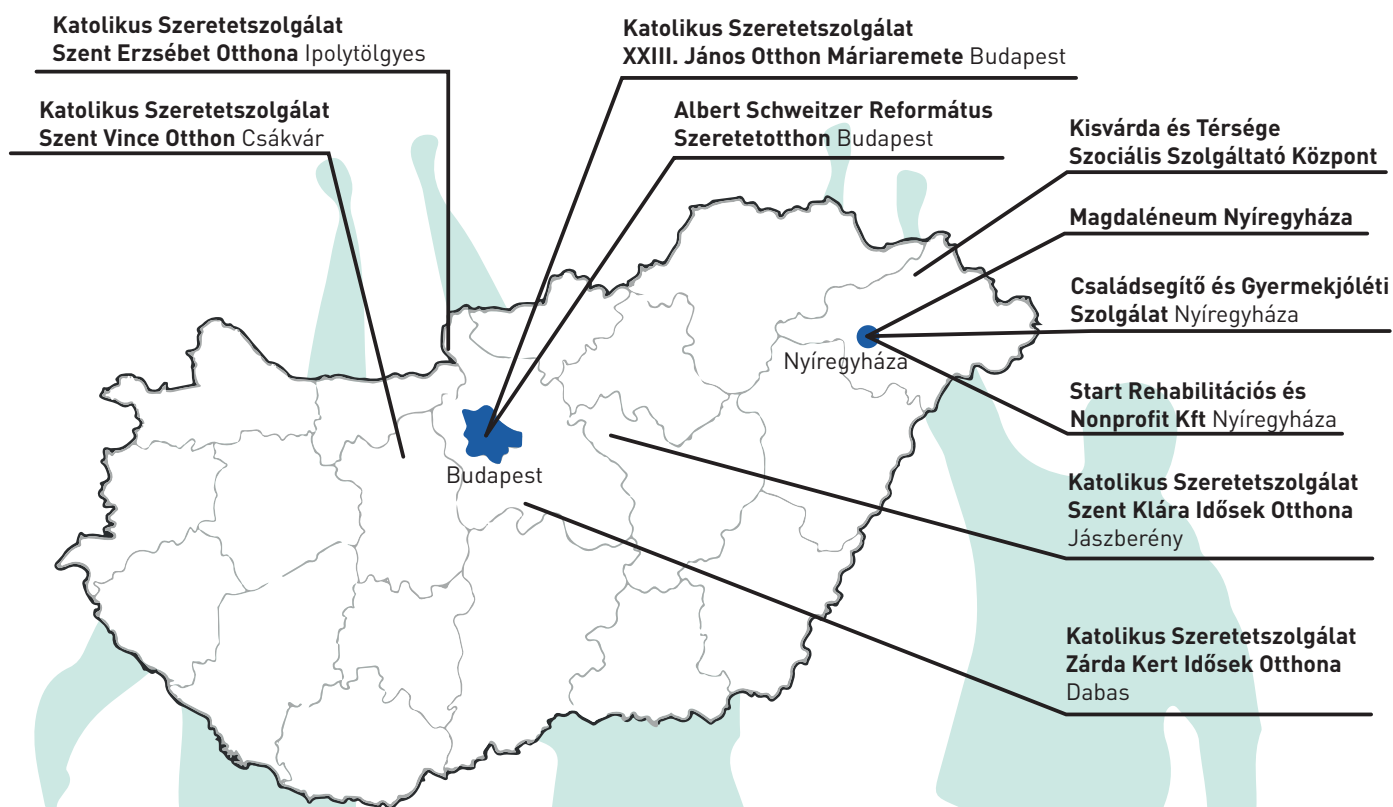 Katolikus Szeretetszolgálat
Szent Erzsébet Otthona Ipolytölgyes
Katolikus Szeretetszolgálat
XXIII. János Otthon Máriaremete Budapest
Katolikus Szeretetszolgálat
Szent Vince Otthon Csákvár
Albert Schweitzer Református
Szeretetotthon Budapest
Kisvárda és Térsége
Szociális Szolgáltató Központ
Magdaléneum Nyíregyháza
Családsegítő és Gyermekjóléti
Szolgálat Nyíregyháza
Nyíregyháza
Start Rehabilitációs és
Nonprofit Kft Nyíregyháza
Budapest
Katolikus Szeretetszolgálat
Szent Klára Idősek Otthona
Jászberény
Katolikus Szeretetszolgálat
Zárda Kert Idősek Otthona
Dabas